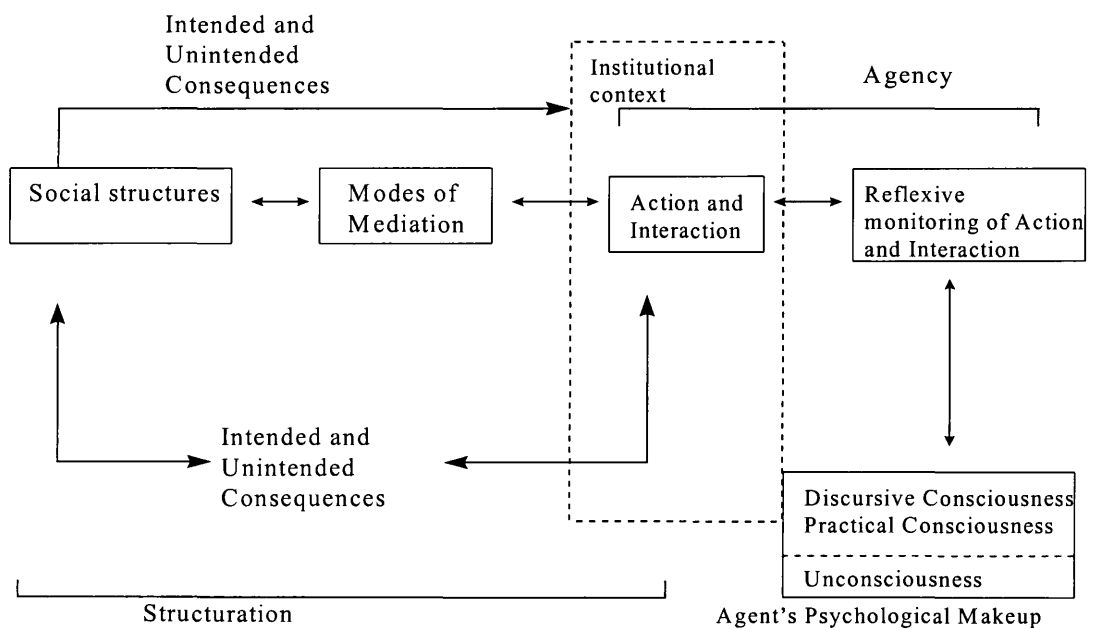 Intended and
Unintended
Consequences
Institutional
context
Agency
Social structures
Modes of
Mediation
Action and
Interaction
Reflexive
monitoring of Action
and Interaction
Intended and
Unintended
Consequences
Discursive Consciousness
Practical Consciousness
Unconsciousness
Structuration
Agent's Psychological Makeup